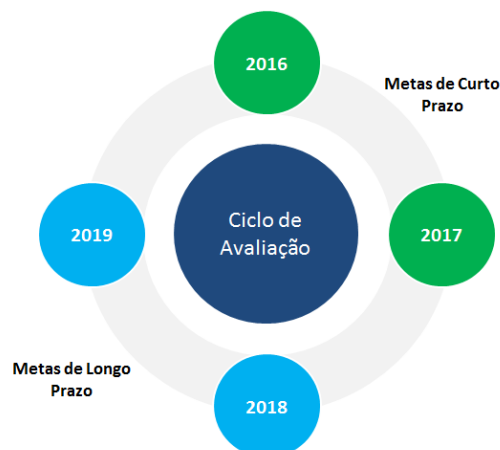 2016
Metas de Curto
Prazo
Ciclo de
Avaliação
2019
2017
Metas de Longo
Prazo
2018